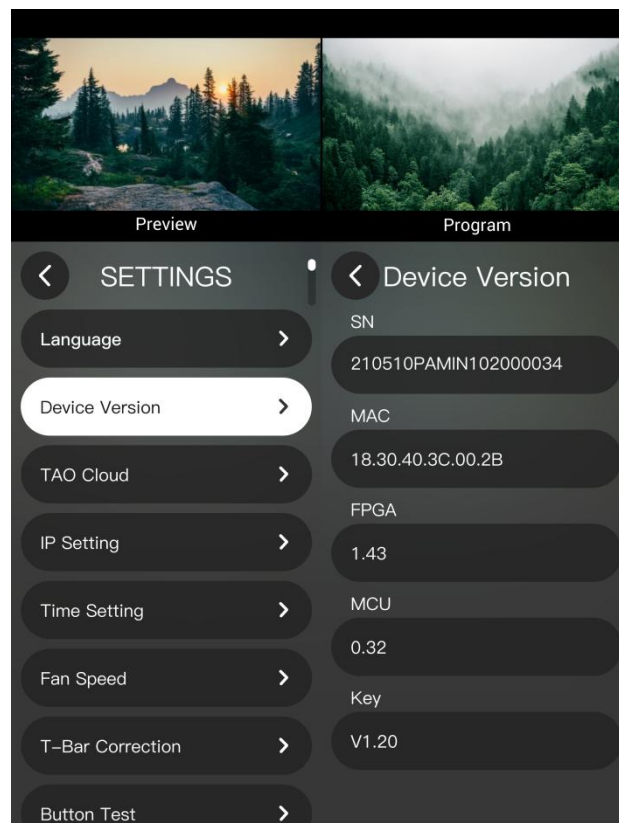 Preview
Program
SETTINGS
Language
Device Version
TAO Cloud
IP Setting
Time Setting
Fan Speed
T-Bar Correction
Button Test
Device Version
SN
210510PAMIN102000034
MAC
18.30.40.3C.00.2B
FPGA
1.43
MCU
0.32
Key
V1.20